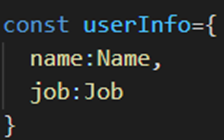 const userInfo={
  name:Name,
  job:Job
}